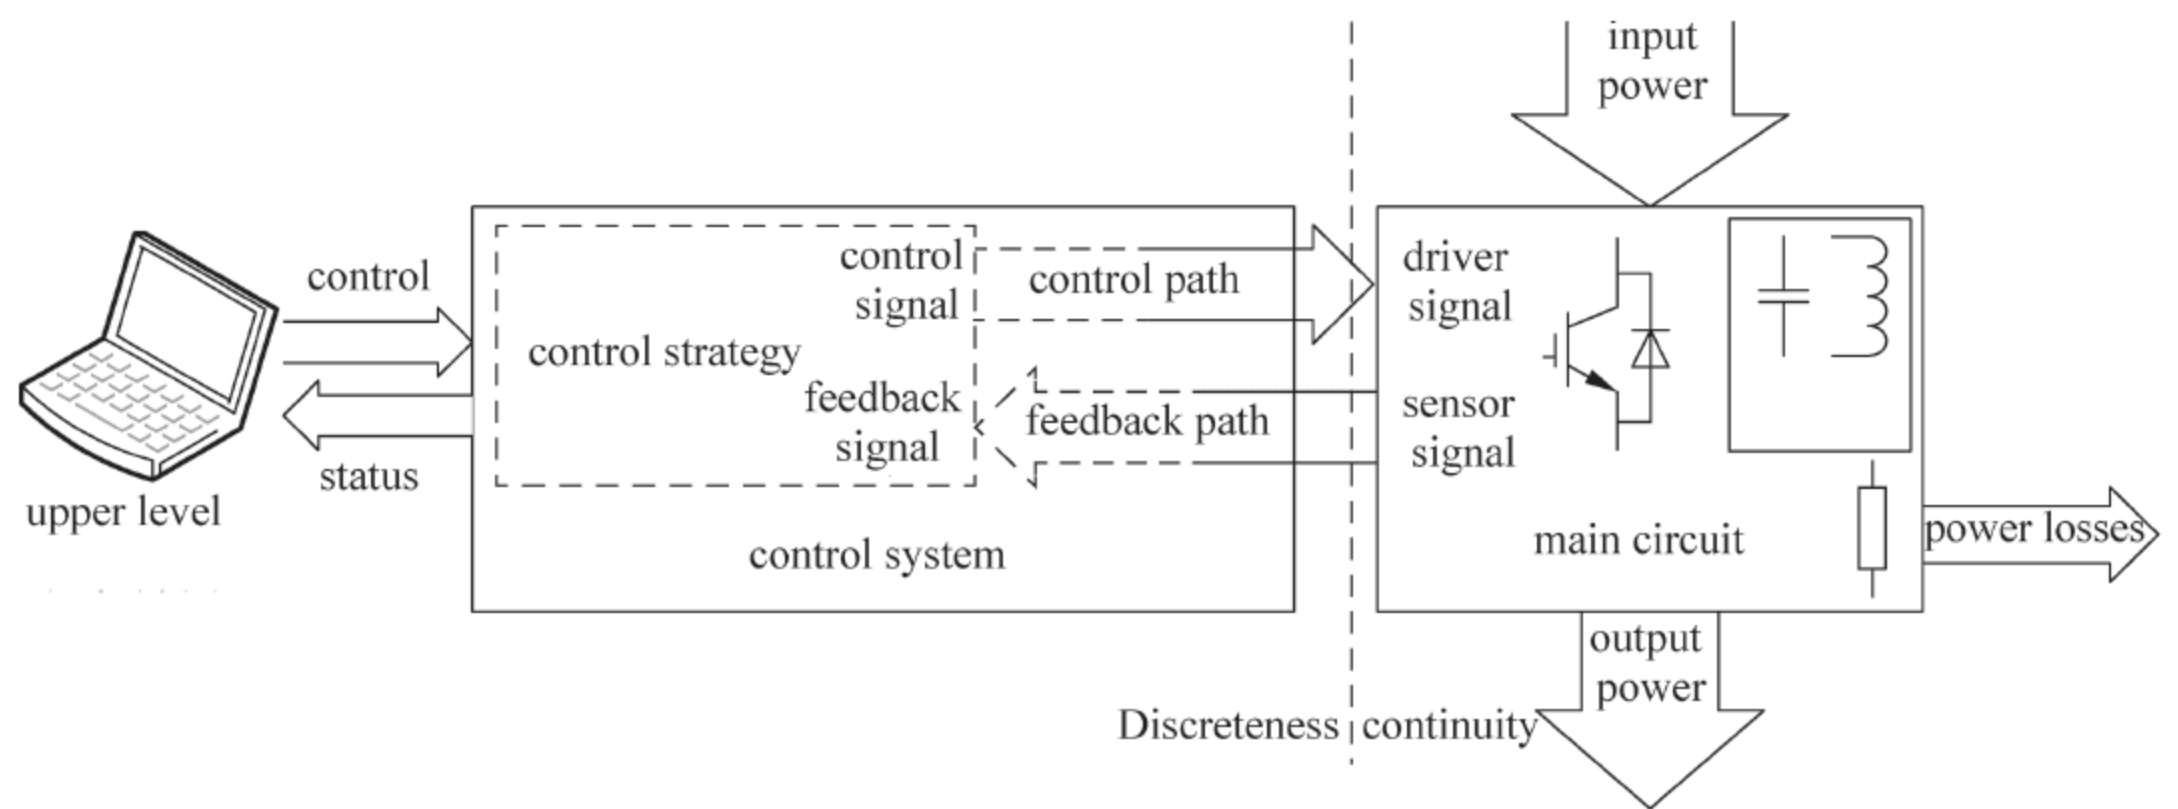 input
power
control
signal
control path
driver
signal
control
control strategy
feedback
signal
feedback path
sensor
signal
status
upper level
control system
main circuit
power losses
output
power
Discreteness
continuity